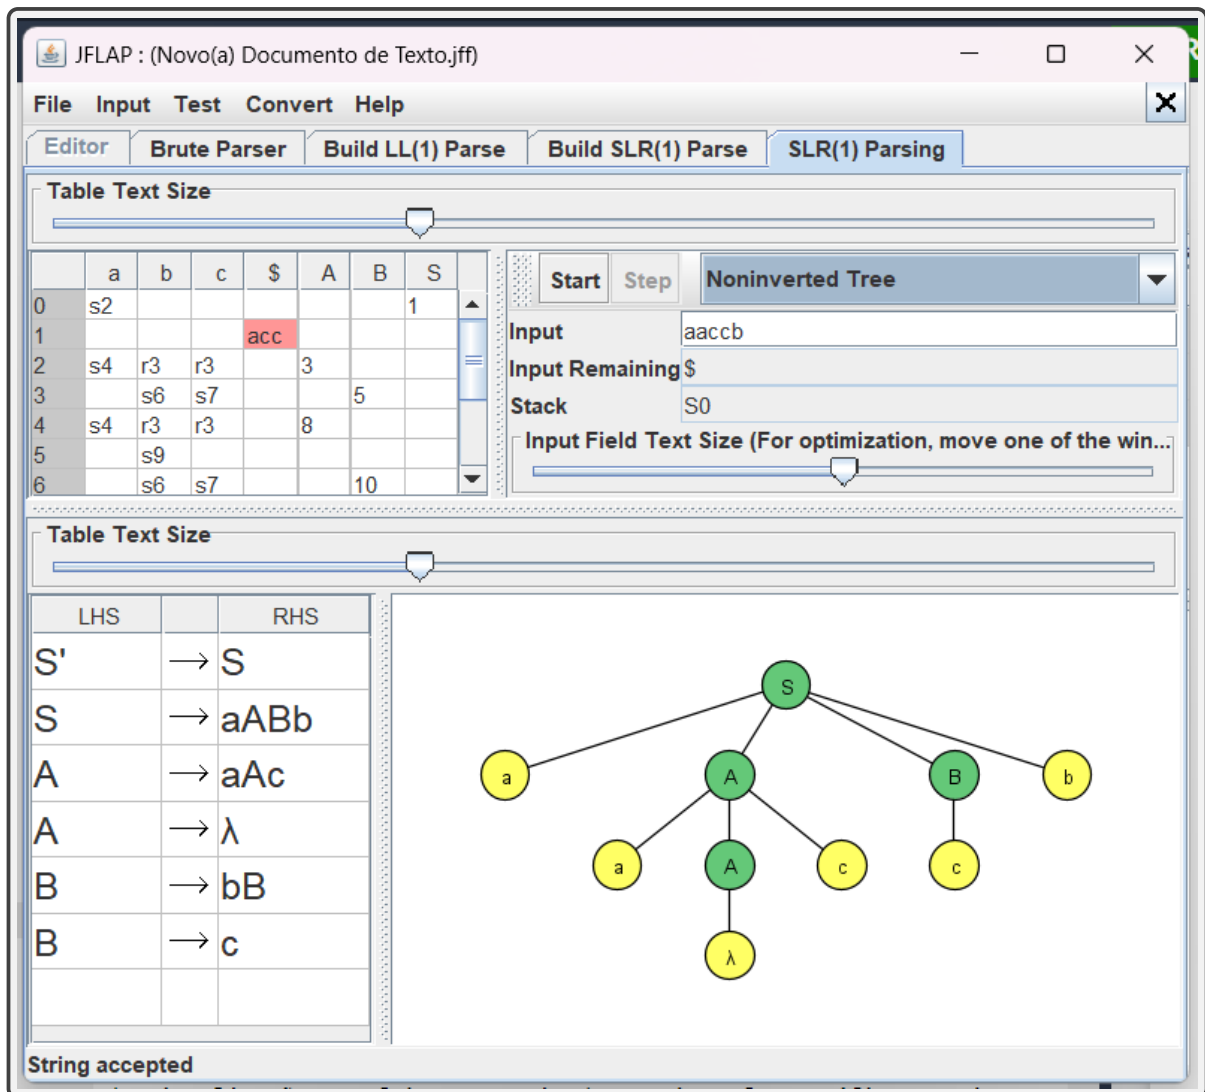 JFLAP : (Novo(a) Documento de Texto.jff)
File Input Test Convert Help
Editor Brute Parser Build LL(1) Parse Build SLR(1) Parse SLR(1) Parsing
Table Text Size
a b c $ A B S
0 s2 1
1 acc
2 s4 r3 r3 3
3 s6 s7 5
4 s4 r3 r3 8
5 s9
6 s6 s7 10
Start Step Noninverted Tree
Input aaccb
Input Remaining $
Stack S0
Input Field Text Size (For optimization, move one of the win...
Table Text Size
LHS RHS
S' → S
S → aABb
A → aAc
A → λ
B → bB
B → c
S
a A B b
a A c c
λ
String accepted